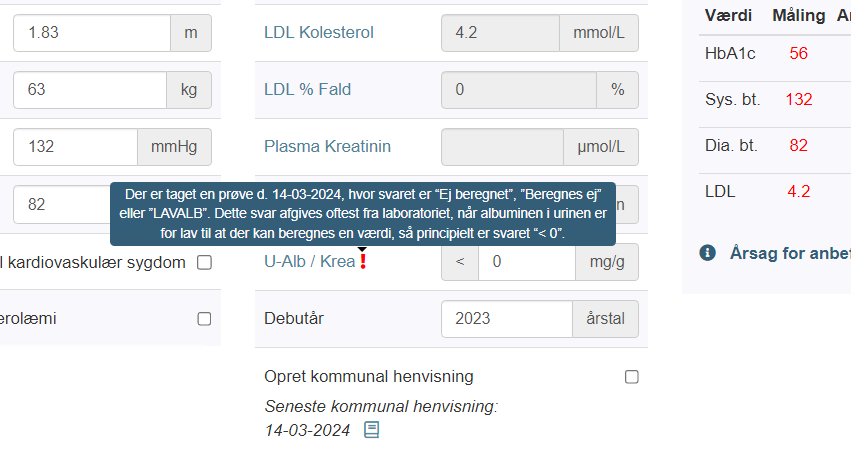 1.83 m
63 kg
132 mmHg
82
l kardiovaskulær sygdom
erolæmi
LDL Kolesterol 4.2 mmol/L
LDL % Fald 0 %
Plasma Kreatinin µmol/L
Der er taget en prøve d. 14-03-2024, hvor svaret er “Ej beregnet”, ”Beregnes ej”
eller ”LAVALB”. Dette svar afgives oftest fra laboratoriet, når albuminen i urinen er
for lav til at der kan beregnes en værdi, så principielt er svaret “< 0”.
n
U-Alb / Krea ! < 0 mg/g
Debutår 2023 årstal
Opret kommunal henvisning
Seneste kommunal henvisning:
14-03-2024
Værdi Måling A
HbA1c 56
Sys. bt. 132
Dia. bt. 82
LDL 4.2
Årsag for anbe